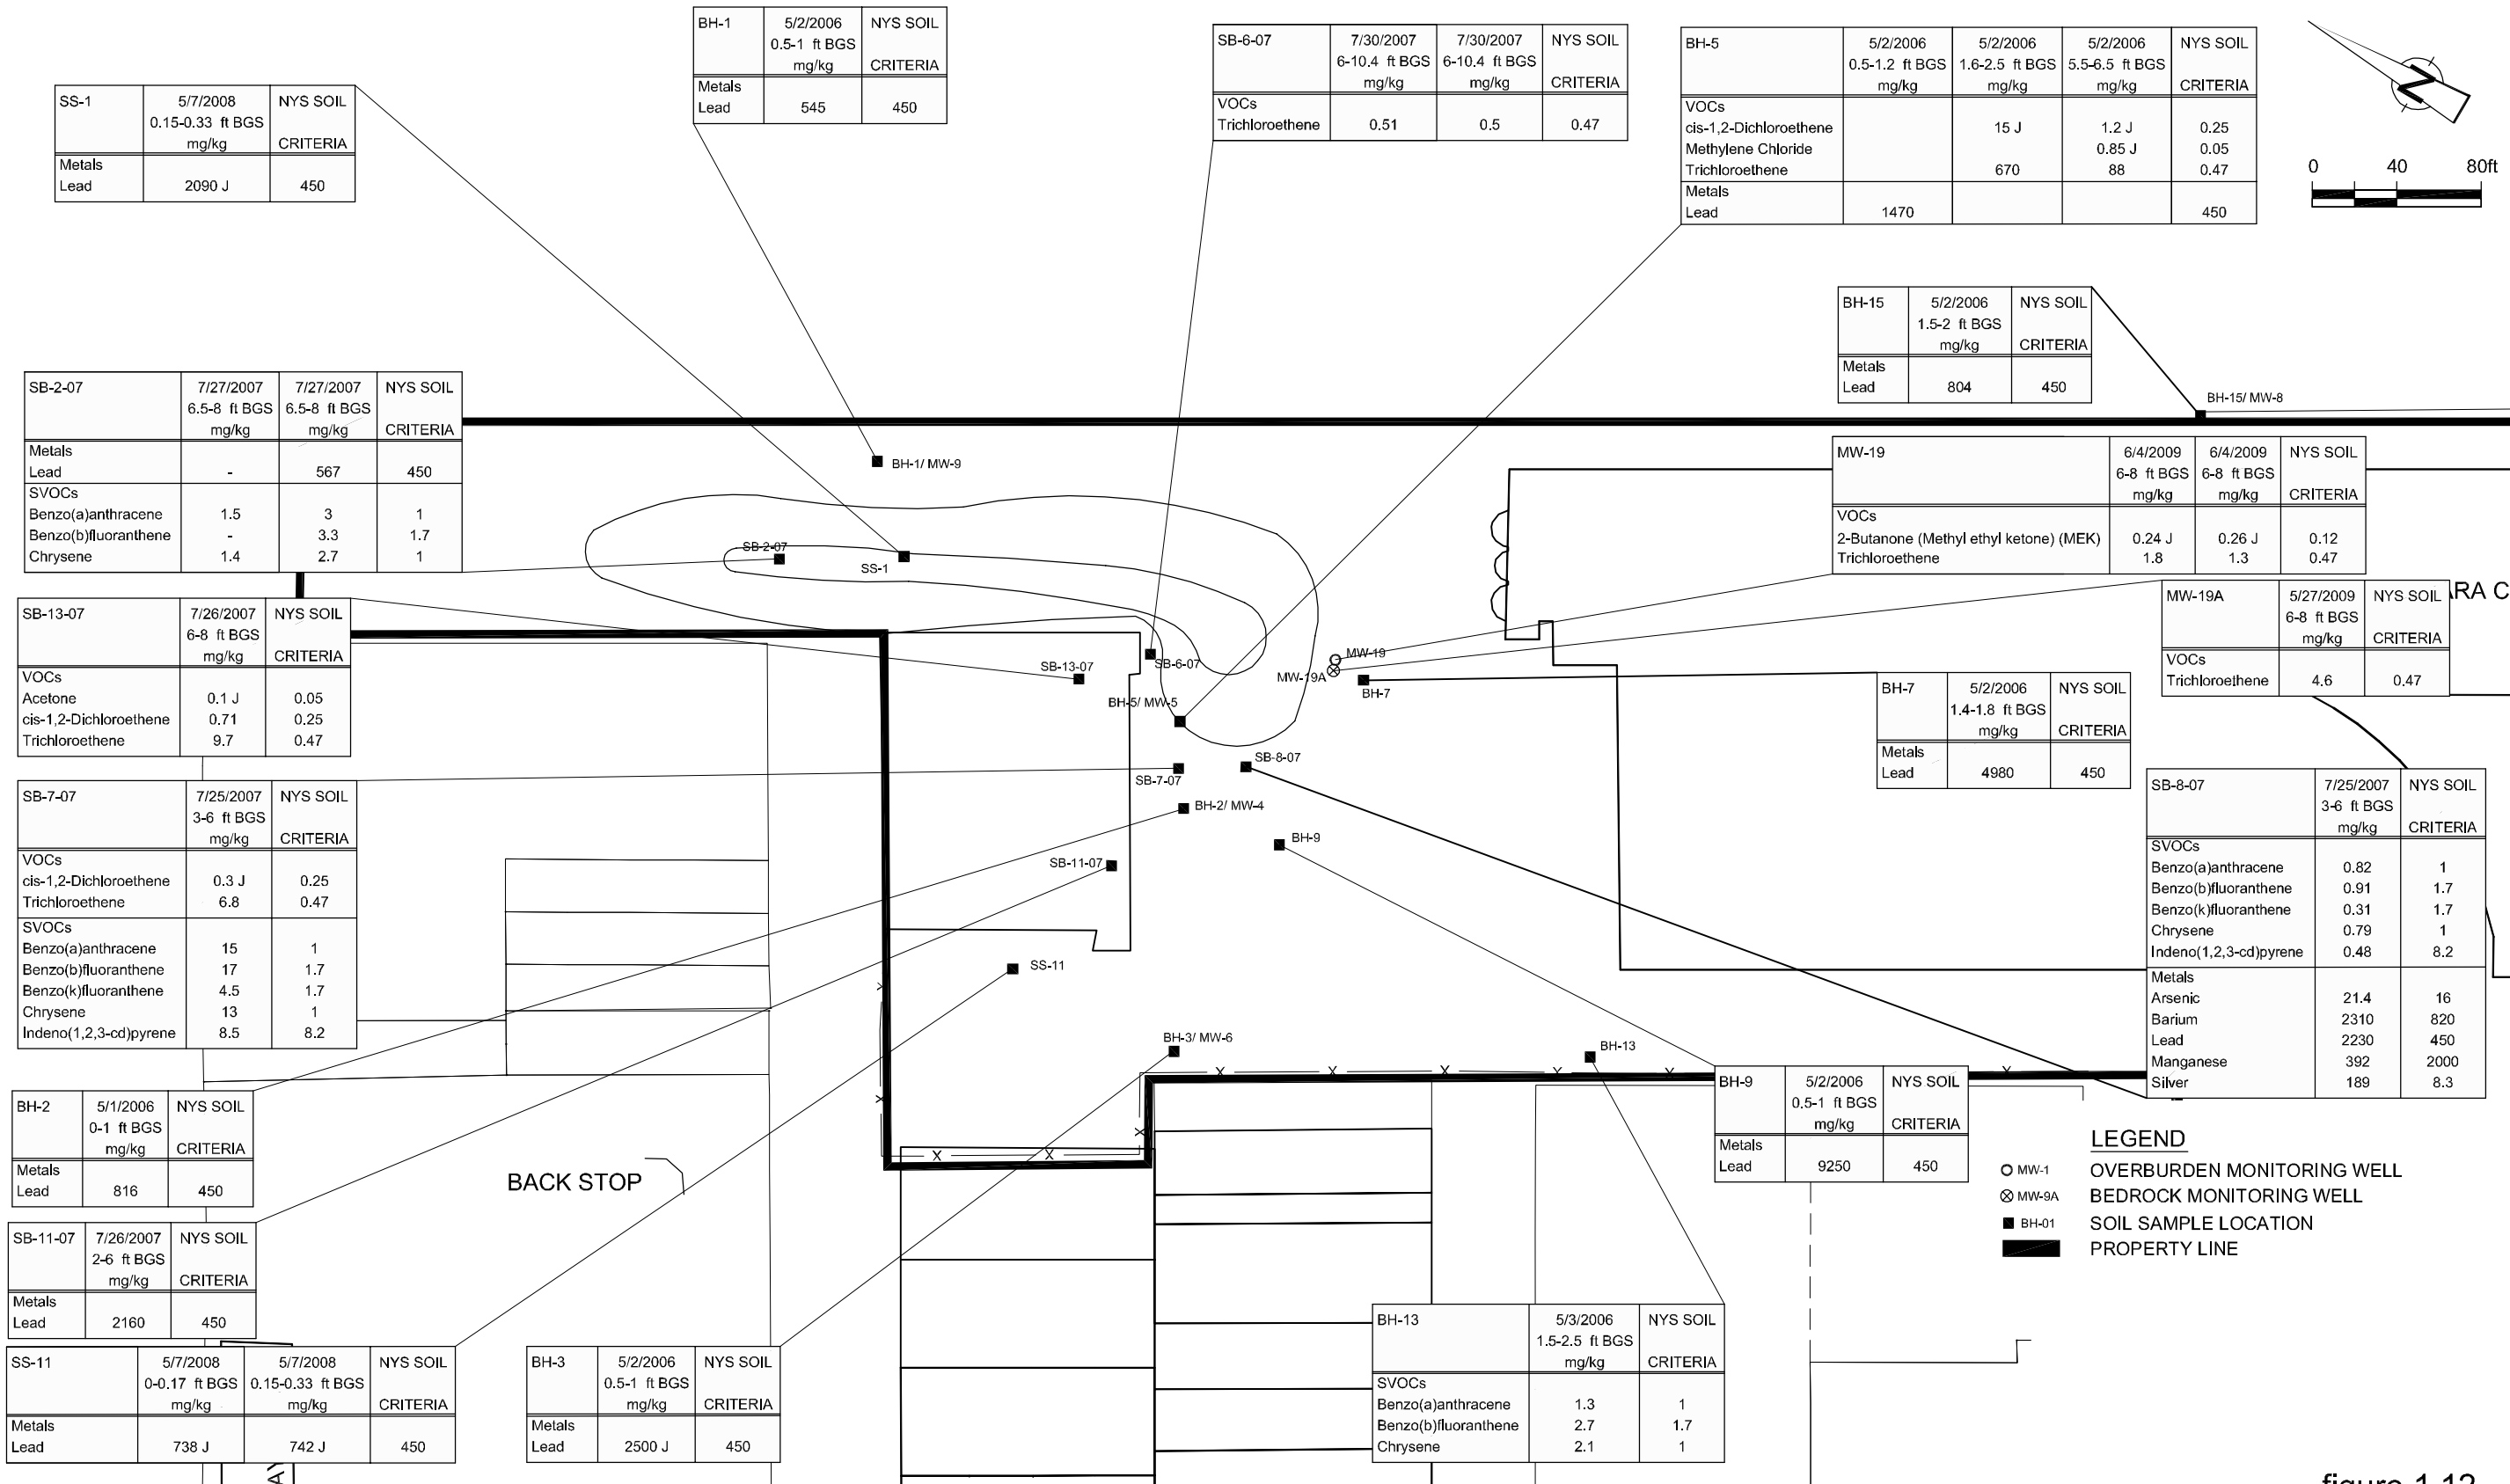 BH-1 5/2/2006 NYS SOIL
0.5-1 ft BGS
mg/kg CRITERIA
Metals
Lead 545 450
SB-6-07 7/30/2007 7/30/2007 NYS SOIL
6-10.4 ft BGS 6-10.4 ft BGS
mg/kg mg/kg CRITERIA
VOCs
Trichloroethene 0.51 0.5 0.47
BH-5 5/2/2006 5/2/2006 5/2/2006 NYS SOIL
0.5-1.2 ft BGS 1.6-2.5 ft BGS 5.5-6.5 ft BGS
mg/kg mg/kg mg/kg CRITERIA
VOCs
cis-1,2-Dichloroethene 15 J 1.2 J 0.25
Methylene Chloride 0.85 J 0.05
Trichloroethene 670 88 0.47
Metals
Lead 1470 450
N
0 40 80ft
SS-1 5/7/2008 NYS SOIL
0.15-0.33 ft BGS
mg/kg CRITERIA
Metals
Lead 2090 J 450
BH-15 5/2/2006 NYS SOIL
1.5-2 ft BGS
mg/kg CRITERIA
Metals
Lead 804 450
BH-15/ MW-8
SB-2-07 7/27/2007 7/27/2007 NYS SOIL
6.5-8 ft BGS 6.5-8 ft BGS
mg/kg mg/kg CRITERIA
Metals
Lead - 567 450
SVOCs
Benzo(a)anthracene 1.5 3 1
Benzo(b)fluoranthene - 3.3 1.7
Chrysene 1.4 2.7 1
BH-1/ MW-9
SB-2-07
SS-1
MW-19 6/4/2009 6/4/2009 NYS SOIL
6-8 ft BGS 6-8 ft BGS
mg/kg mg/kg CRITERIA
VOCs
2-Butanone (Methyl ethyl ketone) (MEK) 0.24 J 0.26 J 0.12
Trichloroethene 1.8 1.3 0.47
MW-19A 5/27/2009 NYS SOIL
6-8 ft BGS
mg/kg CRITERIA
VOCs
Trichloroethene 4.6 0.47
ARA C
SB-13-07 7/26/2007 NYS SOIL
6-8 ft BGS
mg/kg CRITERIA
VOCs
Acetone 0.1 J 0.05
cis-1,2-Dichloroethene 0.71 0.25
Trichloroethene 9.7 0.47
SB-13-07
SB-6-07
MW-19
MW-19A
BH-7
BH-5/ MW-5
BH-7 5/2/2006 NYS SOIL
1.4-1.8 ft BGS
mg/kg CRITERIA
Metals
Lead 4980 450
SB-7-07 7/25/2007 NYS SOIL
3-6 ft BGS
mg/kg CRITERIA
VOCs
cis-1,2-Dichloroethene 0.3 J 0.25
Trichloroethene 6.8 0.47
SVOCs
Benzo(a)anthracene 15 1
Benzo(b)fluoranthene 17 1.7
Benzo(k)fluoranthene 4.5 1.7
Chrysene 13 1
Indeno(1,2,3-cd)pyrene 8.5 8.2
SB-8-07
SB-7-07
BH-2/ MW-4
BH-9
SB-11-07
SS-11
BH-3/ MW-6
BH-13
SB-8-07 7/25/2007 NYS SOIL
3-6 ft BGS
mg/kg CRITERIA
SVOCs
Benzo(a)anthracene 0.82 1
Benzo(b)fluoranthene 0.91 1.7
Benzo(k)fluoranthene 0.31 1.7
Chrysene 0.79 1
Indeno(1,2,3-cd)pyrene 0.48 8.2
Metals
Arsenic 21.4 16
Barium 2310 820
Lead 2230 450
Manganese 392 2000
Silver 189 8.3
BH-9 5/2/2006 NYS SOIL
0.5-1 ft BGS
mg/kg CRITERIA
Metals
Lead 9250 450
BH-2 5/1/2006 NYS SOIL
0-1 ft BGS
mg/kg CRITERIA
Metals
Lead 816 450
BACK STOP
LEGEND
MW-1 OVERBURDEN MONITORING WELL
MW-9A BEDROCK MONITORING WELL
BH-01 SOIL SAMPLE LOCATION
PROPERTY LINE
SB-11-07 7/26/2007 NYS SOIL
2-6 ft BGS
mg/kg CRITERIA
Metals
Lead 2160 450
SS-11 5/7/2008 5/7/2008 NYS SOIL
0-0.17 ft BGS 0.15-0.33 ft BGS
mg/kg mg/kg CRITERIA
Metals
Lead 738 J 742 J 450
BH-3 5/2/2006 NYS SOIL
0.5-1 ft BGS
mg/kg CRITERIA
Metals
Lead 2500 J 450
BH-13 5/3/2006 NYS SOIL
1.5-2.5 ft BGS
mg/kg CRITERIA
SVOCs
Benzo(a)anthracene 1.3 1
Benzo(b)fluoranthene 2.7 1.7
Chrysene 2.1 1
AY
figure 1.12